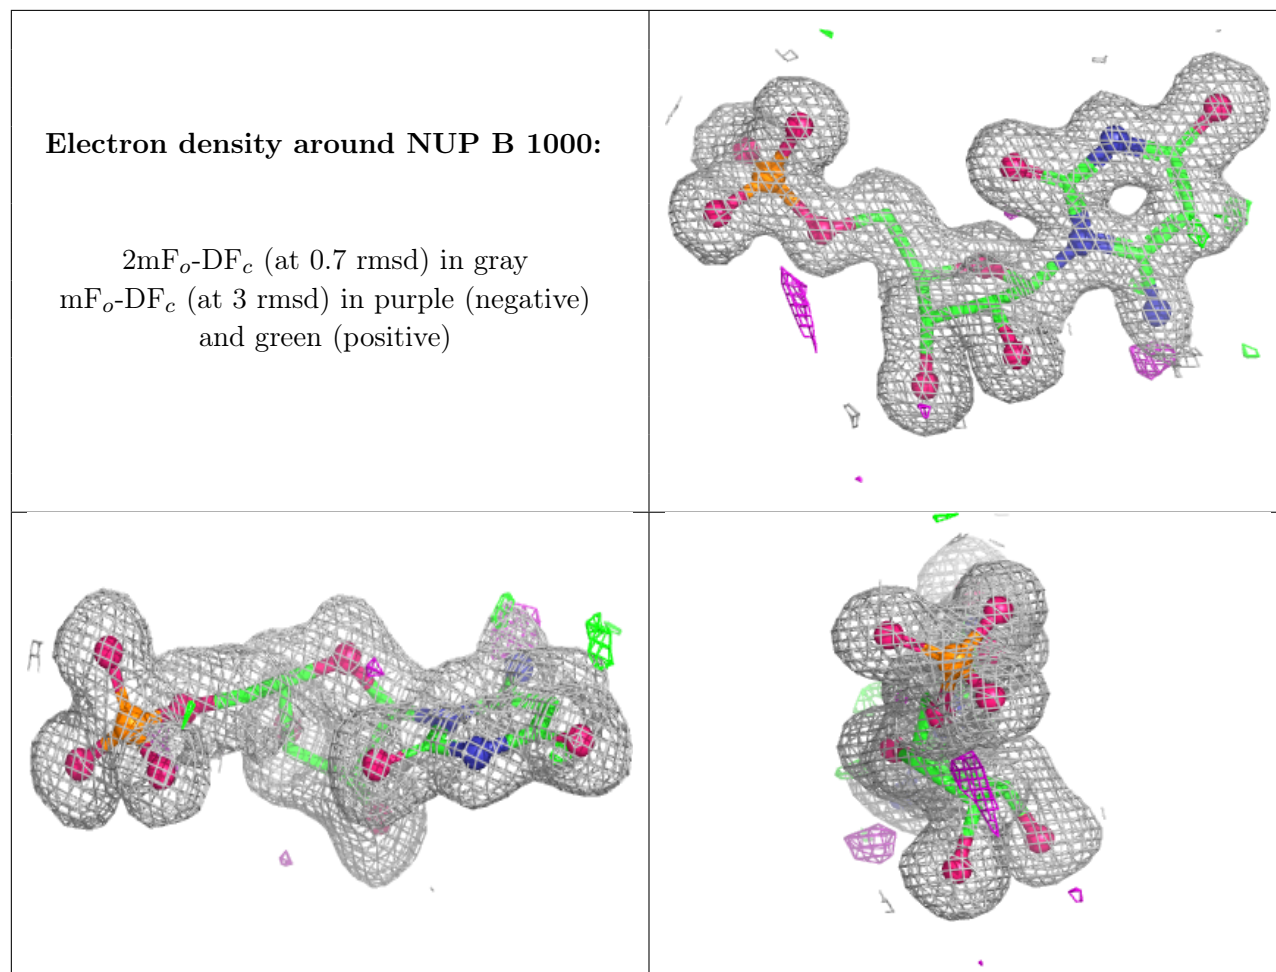 Electron density around NUP B 1000:
2mFo-DFc (at 0.7 rmsd) in gray
mFo-DFc (at 3 rmsd) in purple (negative)
and green (positive)